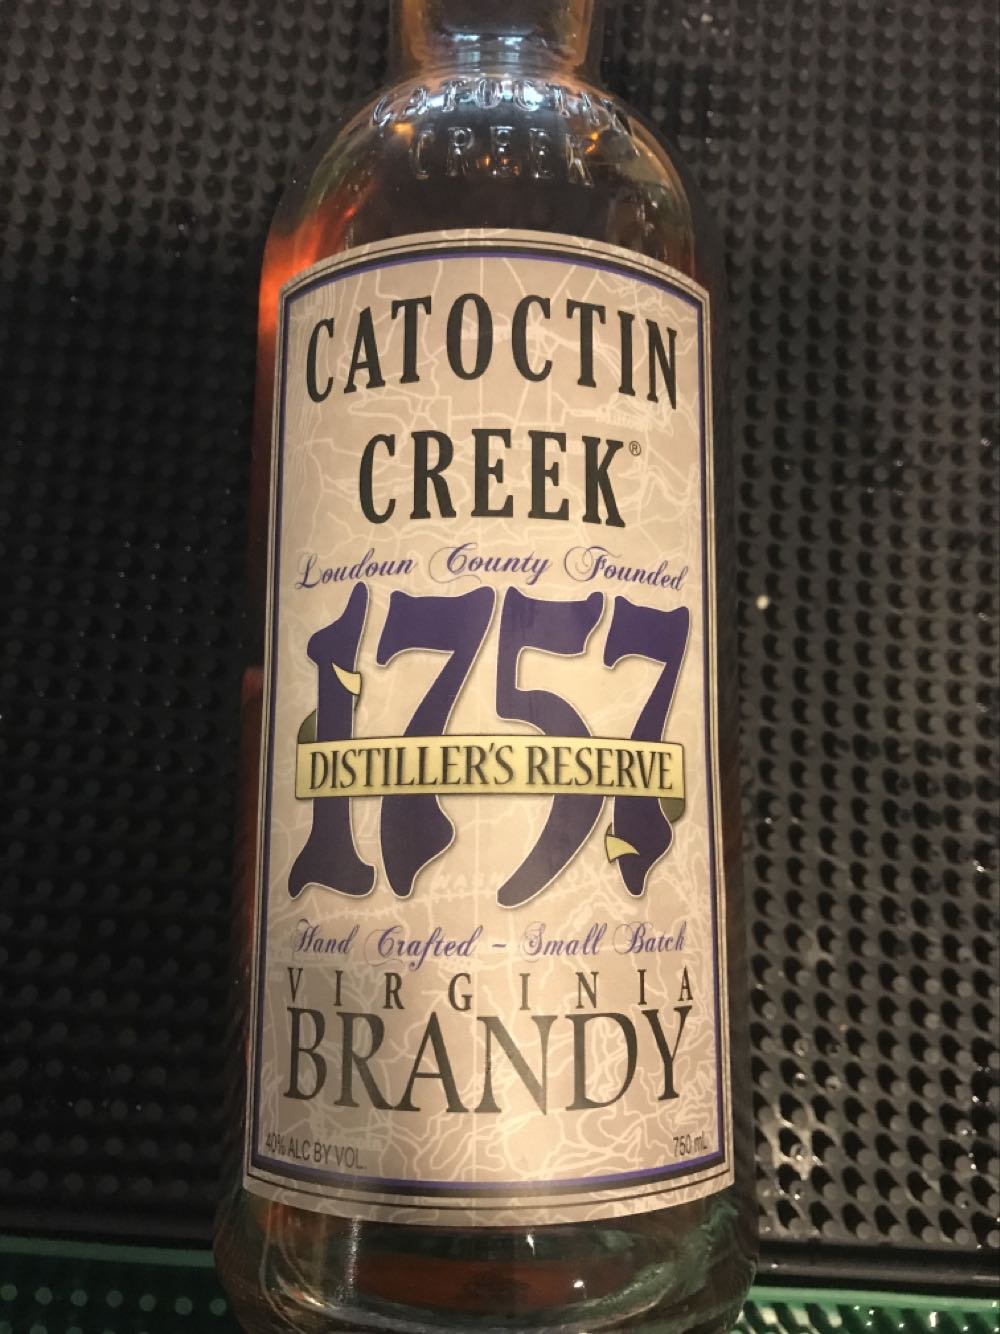 CATOCTIN
CREEK
CATOCTIN
CREEK®
Loudoun County Founded
1757
DISTILLER'S RESERVE
Hand Crafted ~ Small Batch
VIRGINIA
BRANDY
40% ALC BY VOL. 750 mL